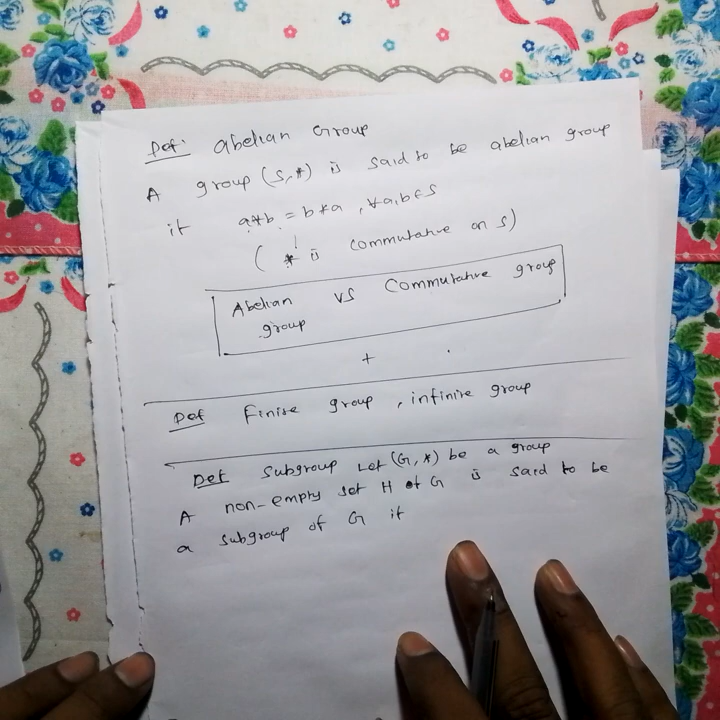 Def: abelian Group
A group (S,*) is said to be abelian group
if a*b = b*a , ∀a,b∈S
( * is commutative on S)
Abelian group VS Commutative group
+ .
Def Finite group , infinite group
Def Subgroup Let (G,*) be a group
A non-empty set H of G is said to be
a subgroup of G if